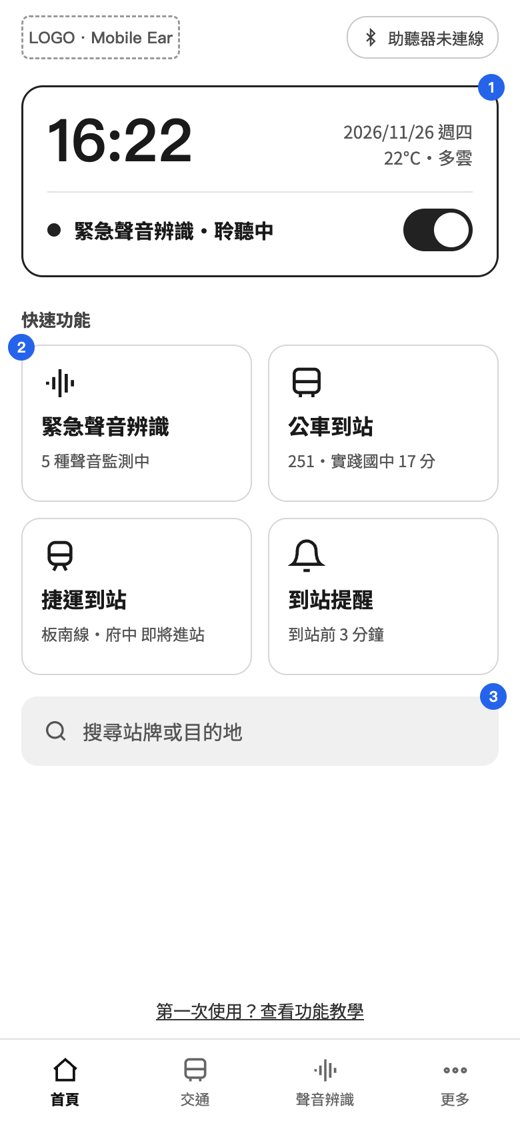 LOGO · Mobile Ear
助聽器未連線
1
16:22
2026/11/26 週四
22°C・多雲
緊急聲音辨識・聆聽中
快速功能
2
緊急聲音辨識
5 種聲音監測中
公車到站
251・實踐國中 17 分
捷運到站
板南線・府中 即將進站
到站提醒
到站前 3 分鐘
3
搜尋站牌或目的地
第一次使用？查看功能教學
首頁
交通
聲音辨識
更多